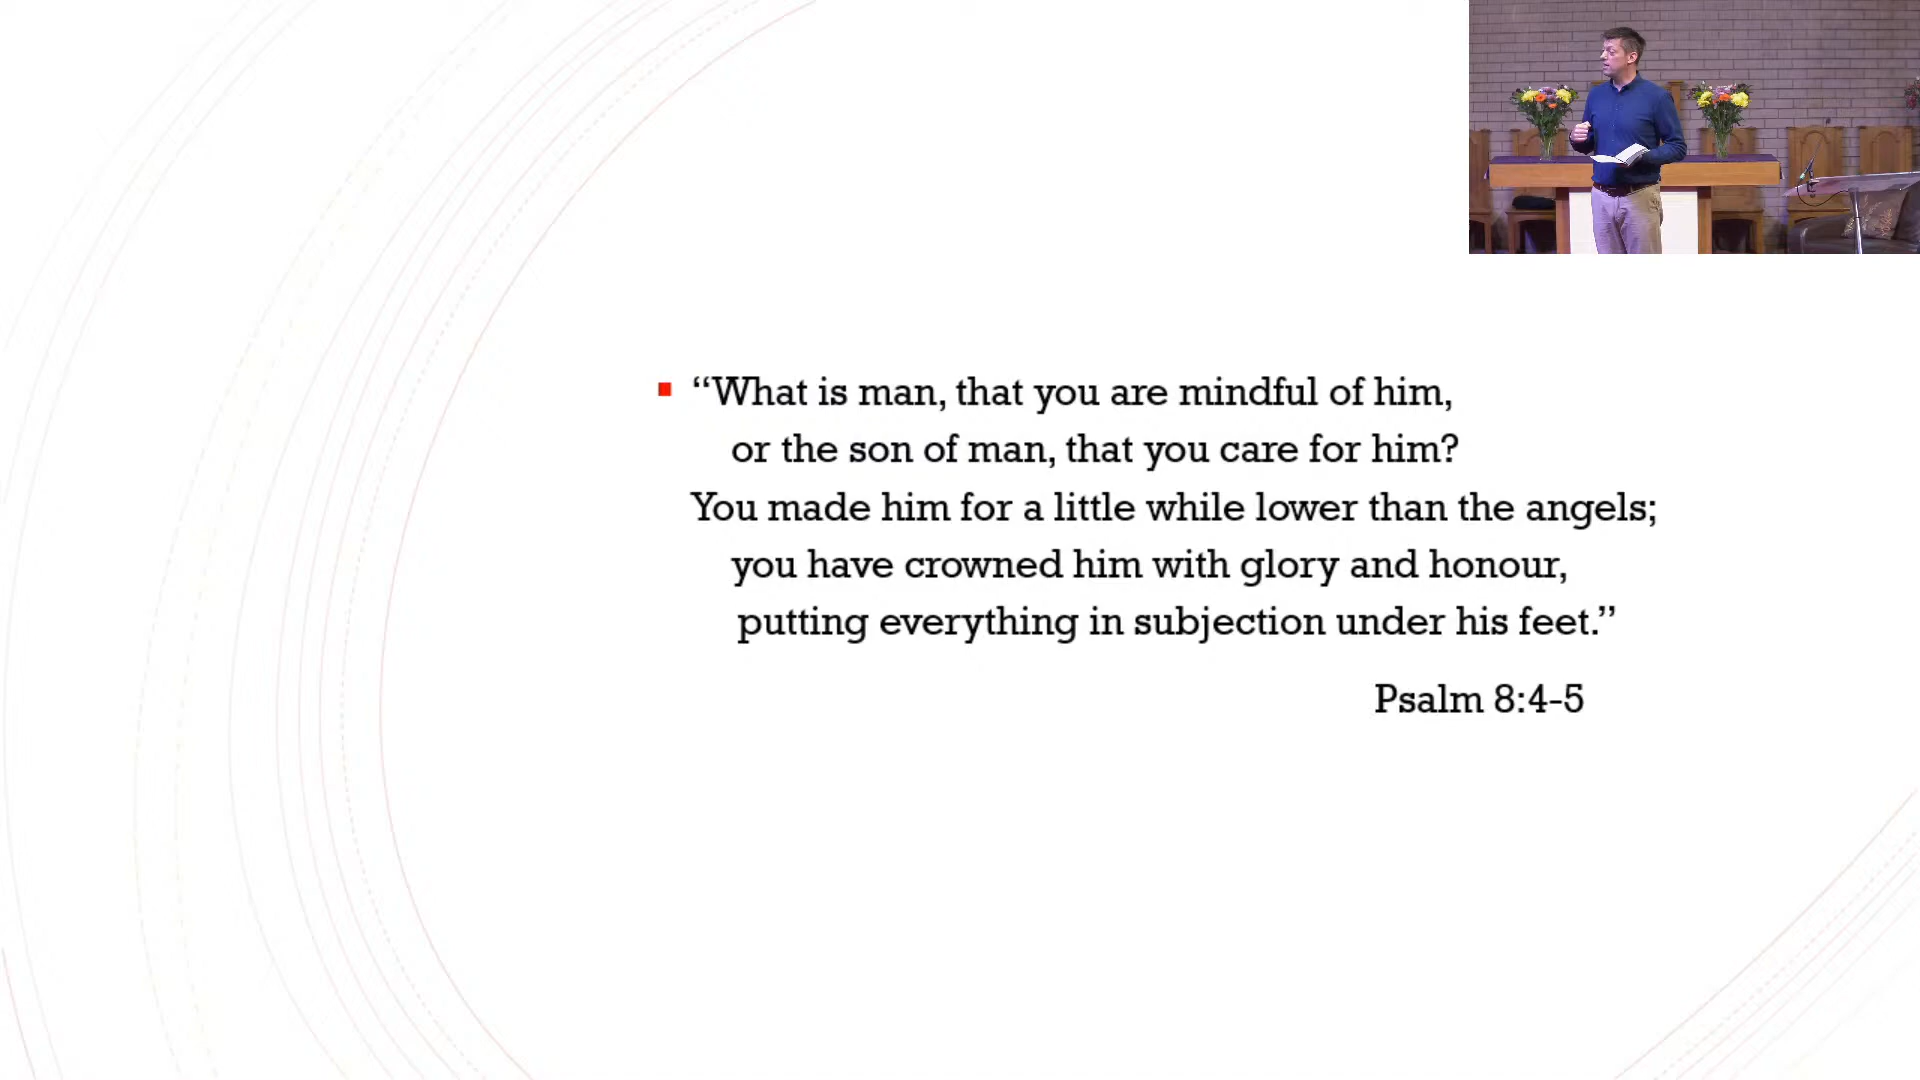 “What is man, that you are mindful of him,
or the son of man, that you care for him?
You made him for a little while lower than the angels;
you have crowned him with glory and honour,
putting everything in subjection under his feet.”
Psalm 8:4-5